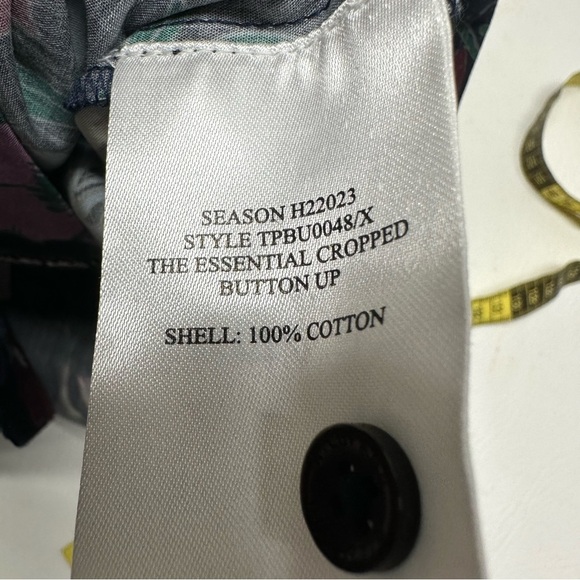 SEASON H22023
STYLE TPBU0048/X
THE ESSENTIAL CROPPED
BUTTON UP
SHELL: 100% COTTON